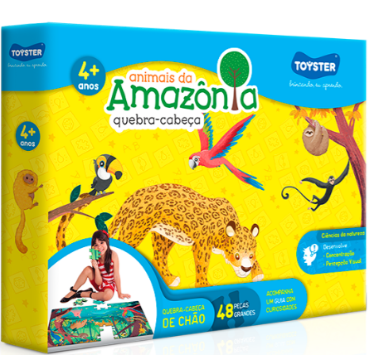 TOYSTER
brincando se aprende
4+
anos
animais da
Amazônia
quebra-cabeça
TOYSTER
brincando se aprende
4+
anos
Ciências da natureza
Desenvolve
- Concentração
- Percepção Visual
QUEBRA-CABEÇA
DE CHÃO
48 PEÇAS
GRANDES
ACOMPANHA
UM GUIA COM
CURIOSIDADES